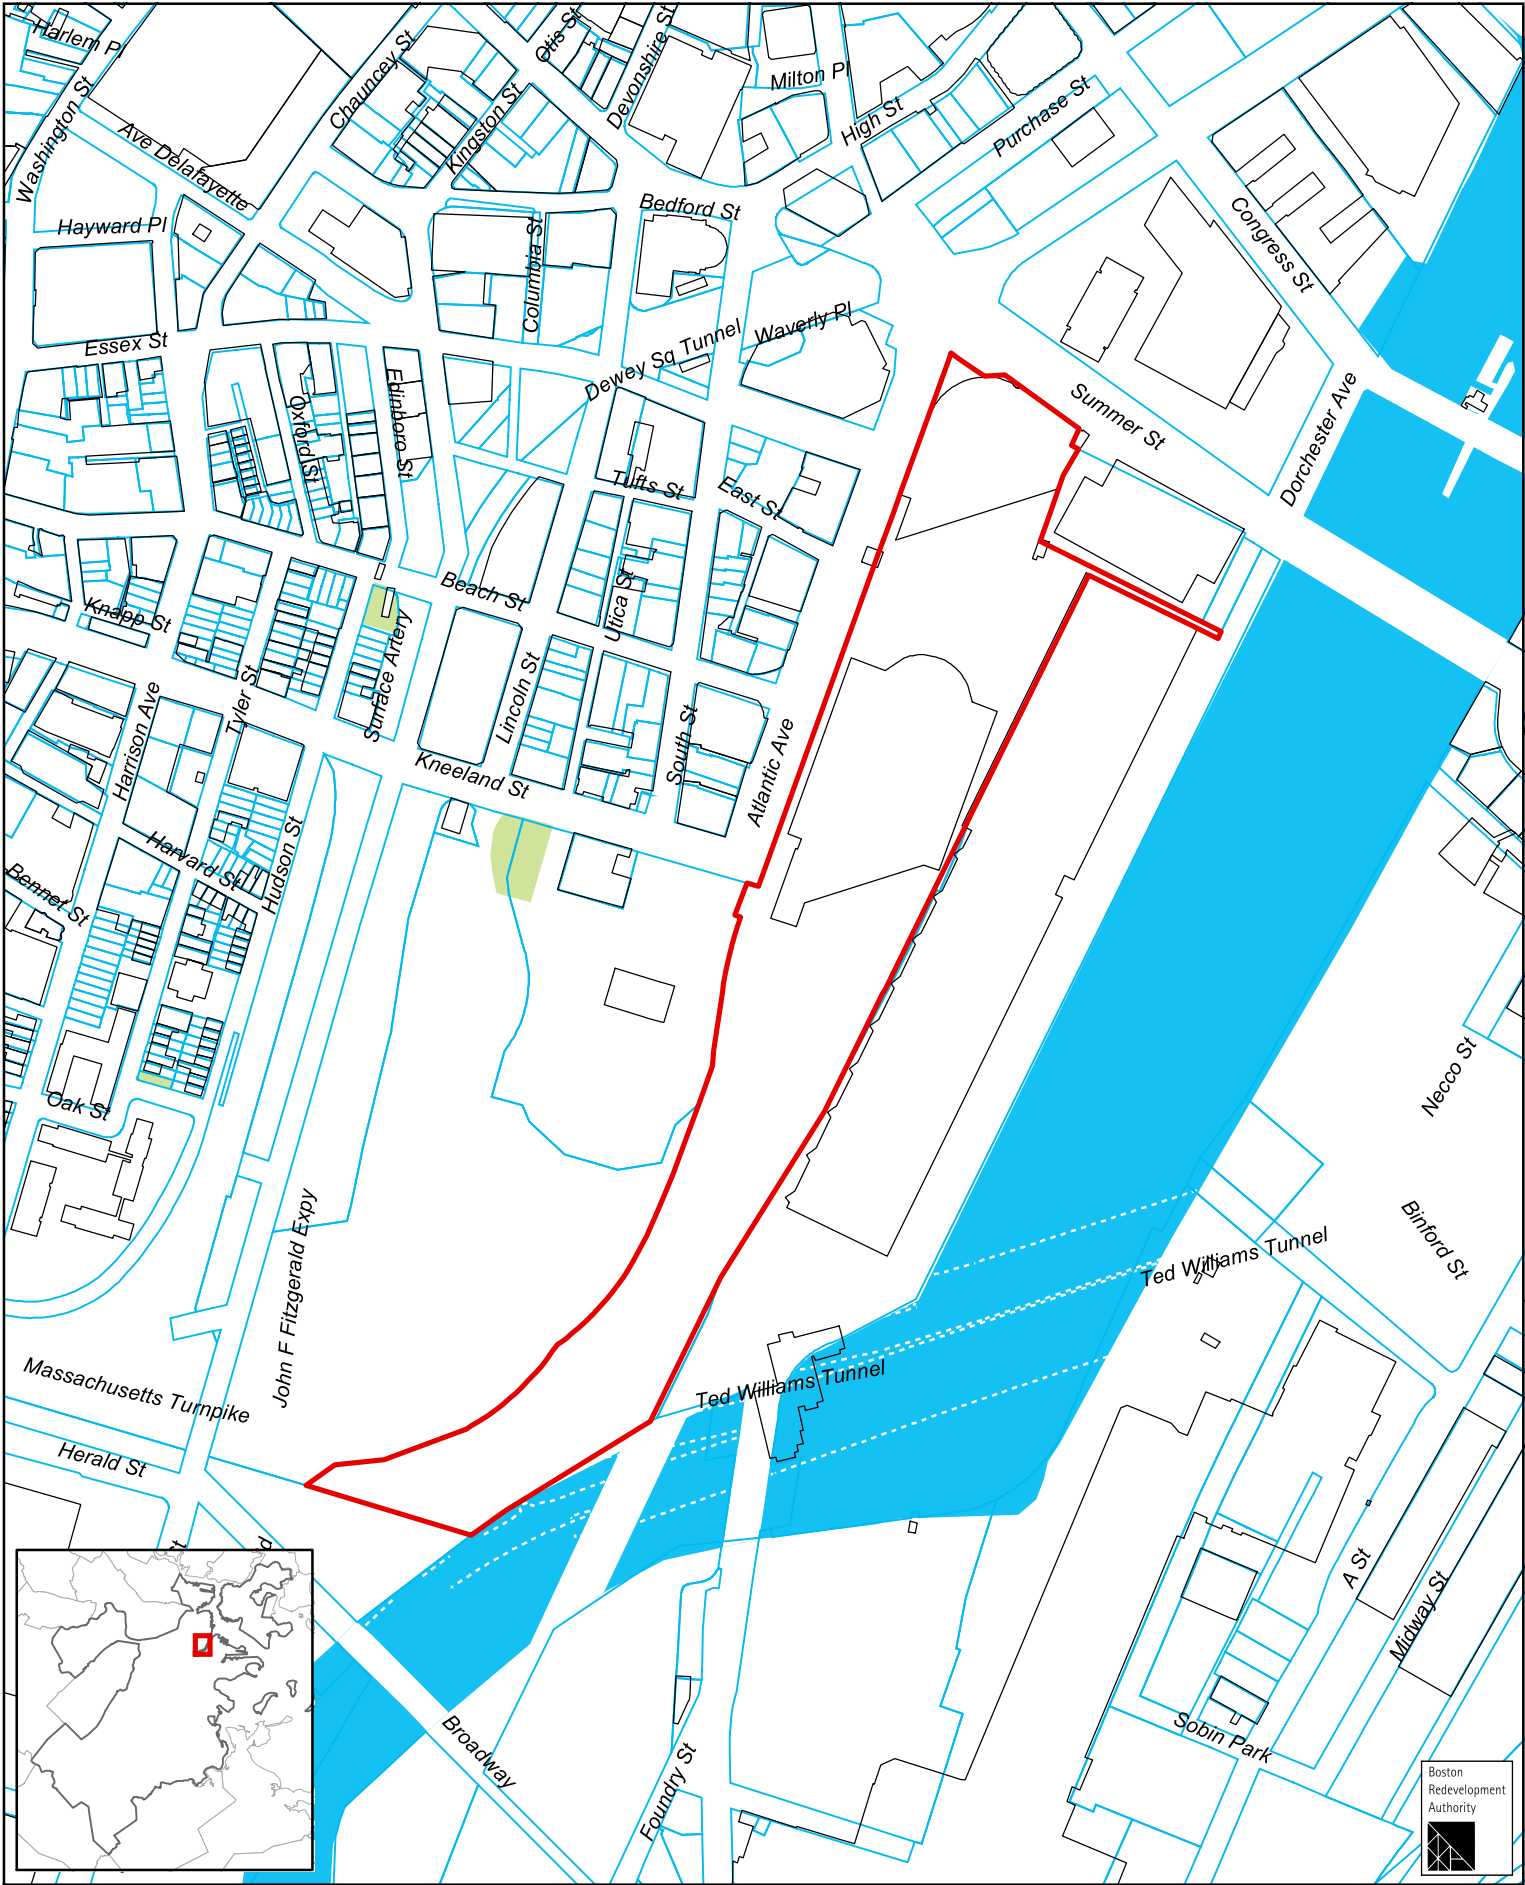 Harlem P
Otis St
Devonshire St
Chauncey St
Milton Pl
Washington St
Kingston St
High St
Purchase St
Ave Delafayette
Bedford St
Hayward Pl
Columbia St
Congress St
Waverly Pl
Essex St
Dewey Sq Tunnel
Edinboro St
Oxford St
Summer St
Dorchester Ave
Tufts St
East St
Beach St
Utica St
Knapp St
Surface Artery
Tyler St
Lincoln St
Harrison Ave
South St
Atlantic Ave
Kneeland St
Harvard St
Hudson St
Bennet St
Necco St
Oak St
Binford St
John F Fitzgerald Expy
Ted Williams Tunnel
Ted Williams Tunnel
Massachusetts Turnpike
Herald St
St
d
A St
Midway St
Broadway
Sobin Park
Foundry St
Boston
Redevelopment
Authority